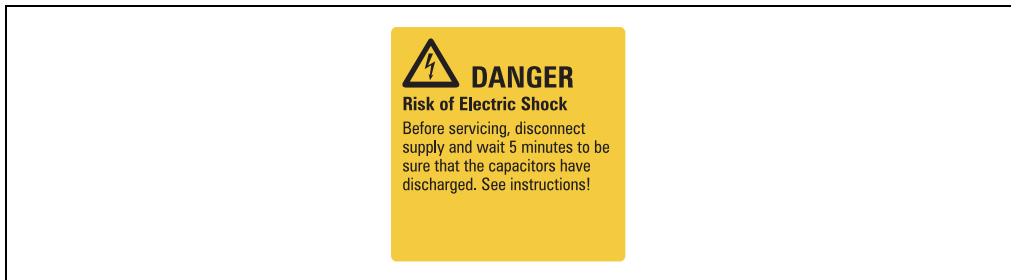 DANGER
Risk of Electric Shock
Before servicing, disconnect
supply and wait 5 minutes to be
sure that the capacitors have
discharged. See instructions!